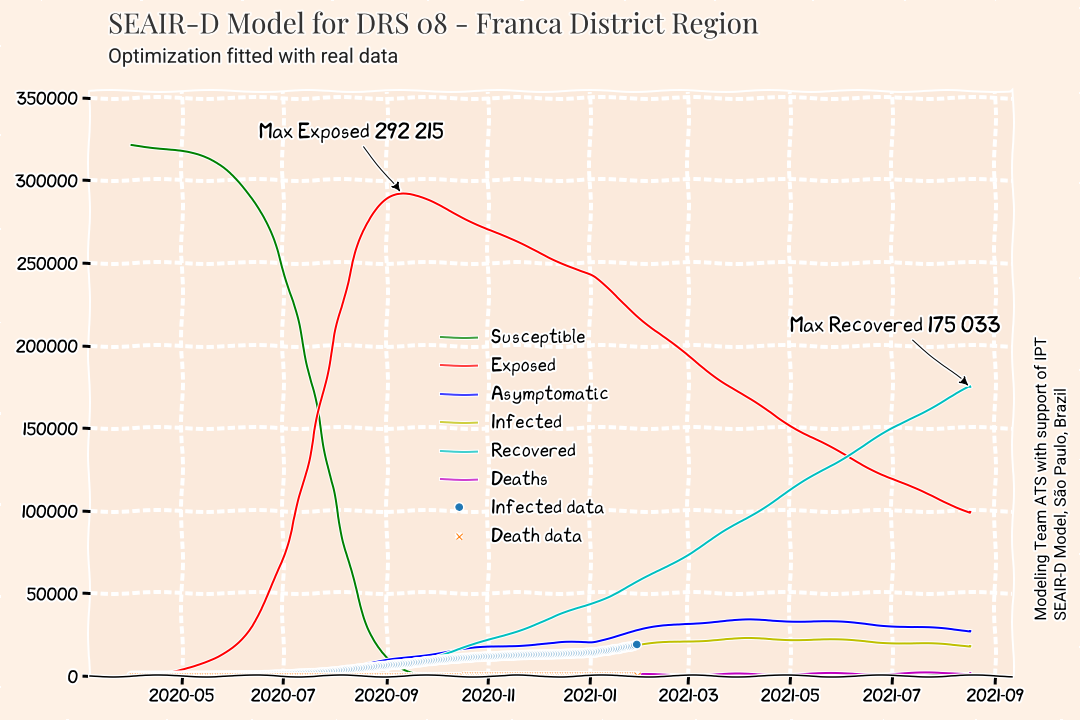 SEAIR-D Model for DRS 08 - Franca District Region
Optimization fitted with real data
350000
300000
250000
200000
150000
100000
50000
0
Max Exposed 292 215
Max Recovered 175 033
Susceptible
Exposed
Asymptomatic
Infected
Recovered
Deaths
Infected data
Death data
2020-05
2020-07
2020-09
2020-11
2021-01
2021-03
2021-05
2021-07
2021-09
Modeling Team ATS with support of IPT
SEAIR-D Model, São Paulo, Brazil